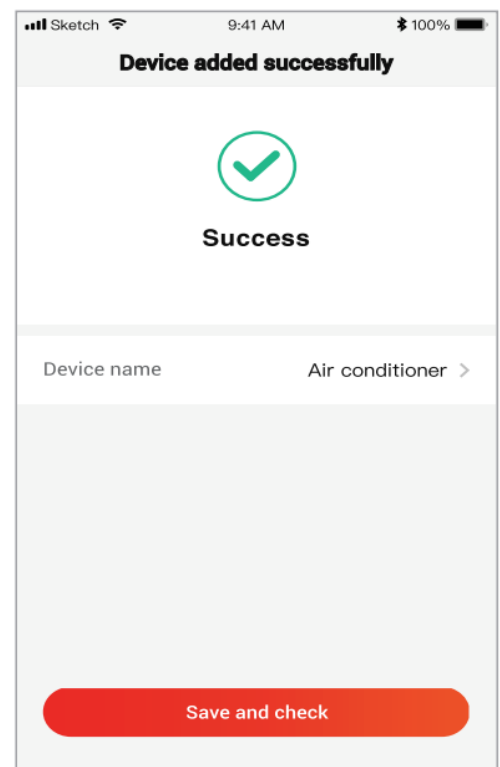 Sketch 9:41 AM 100%
Device added successfully
Success
Device name Air conditioner >
Save and check